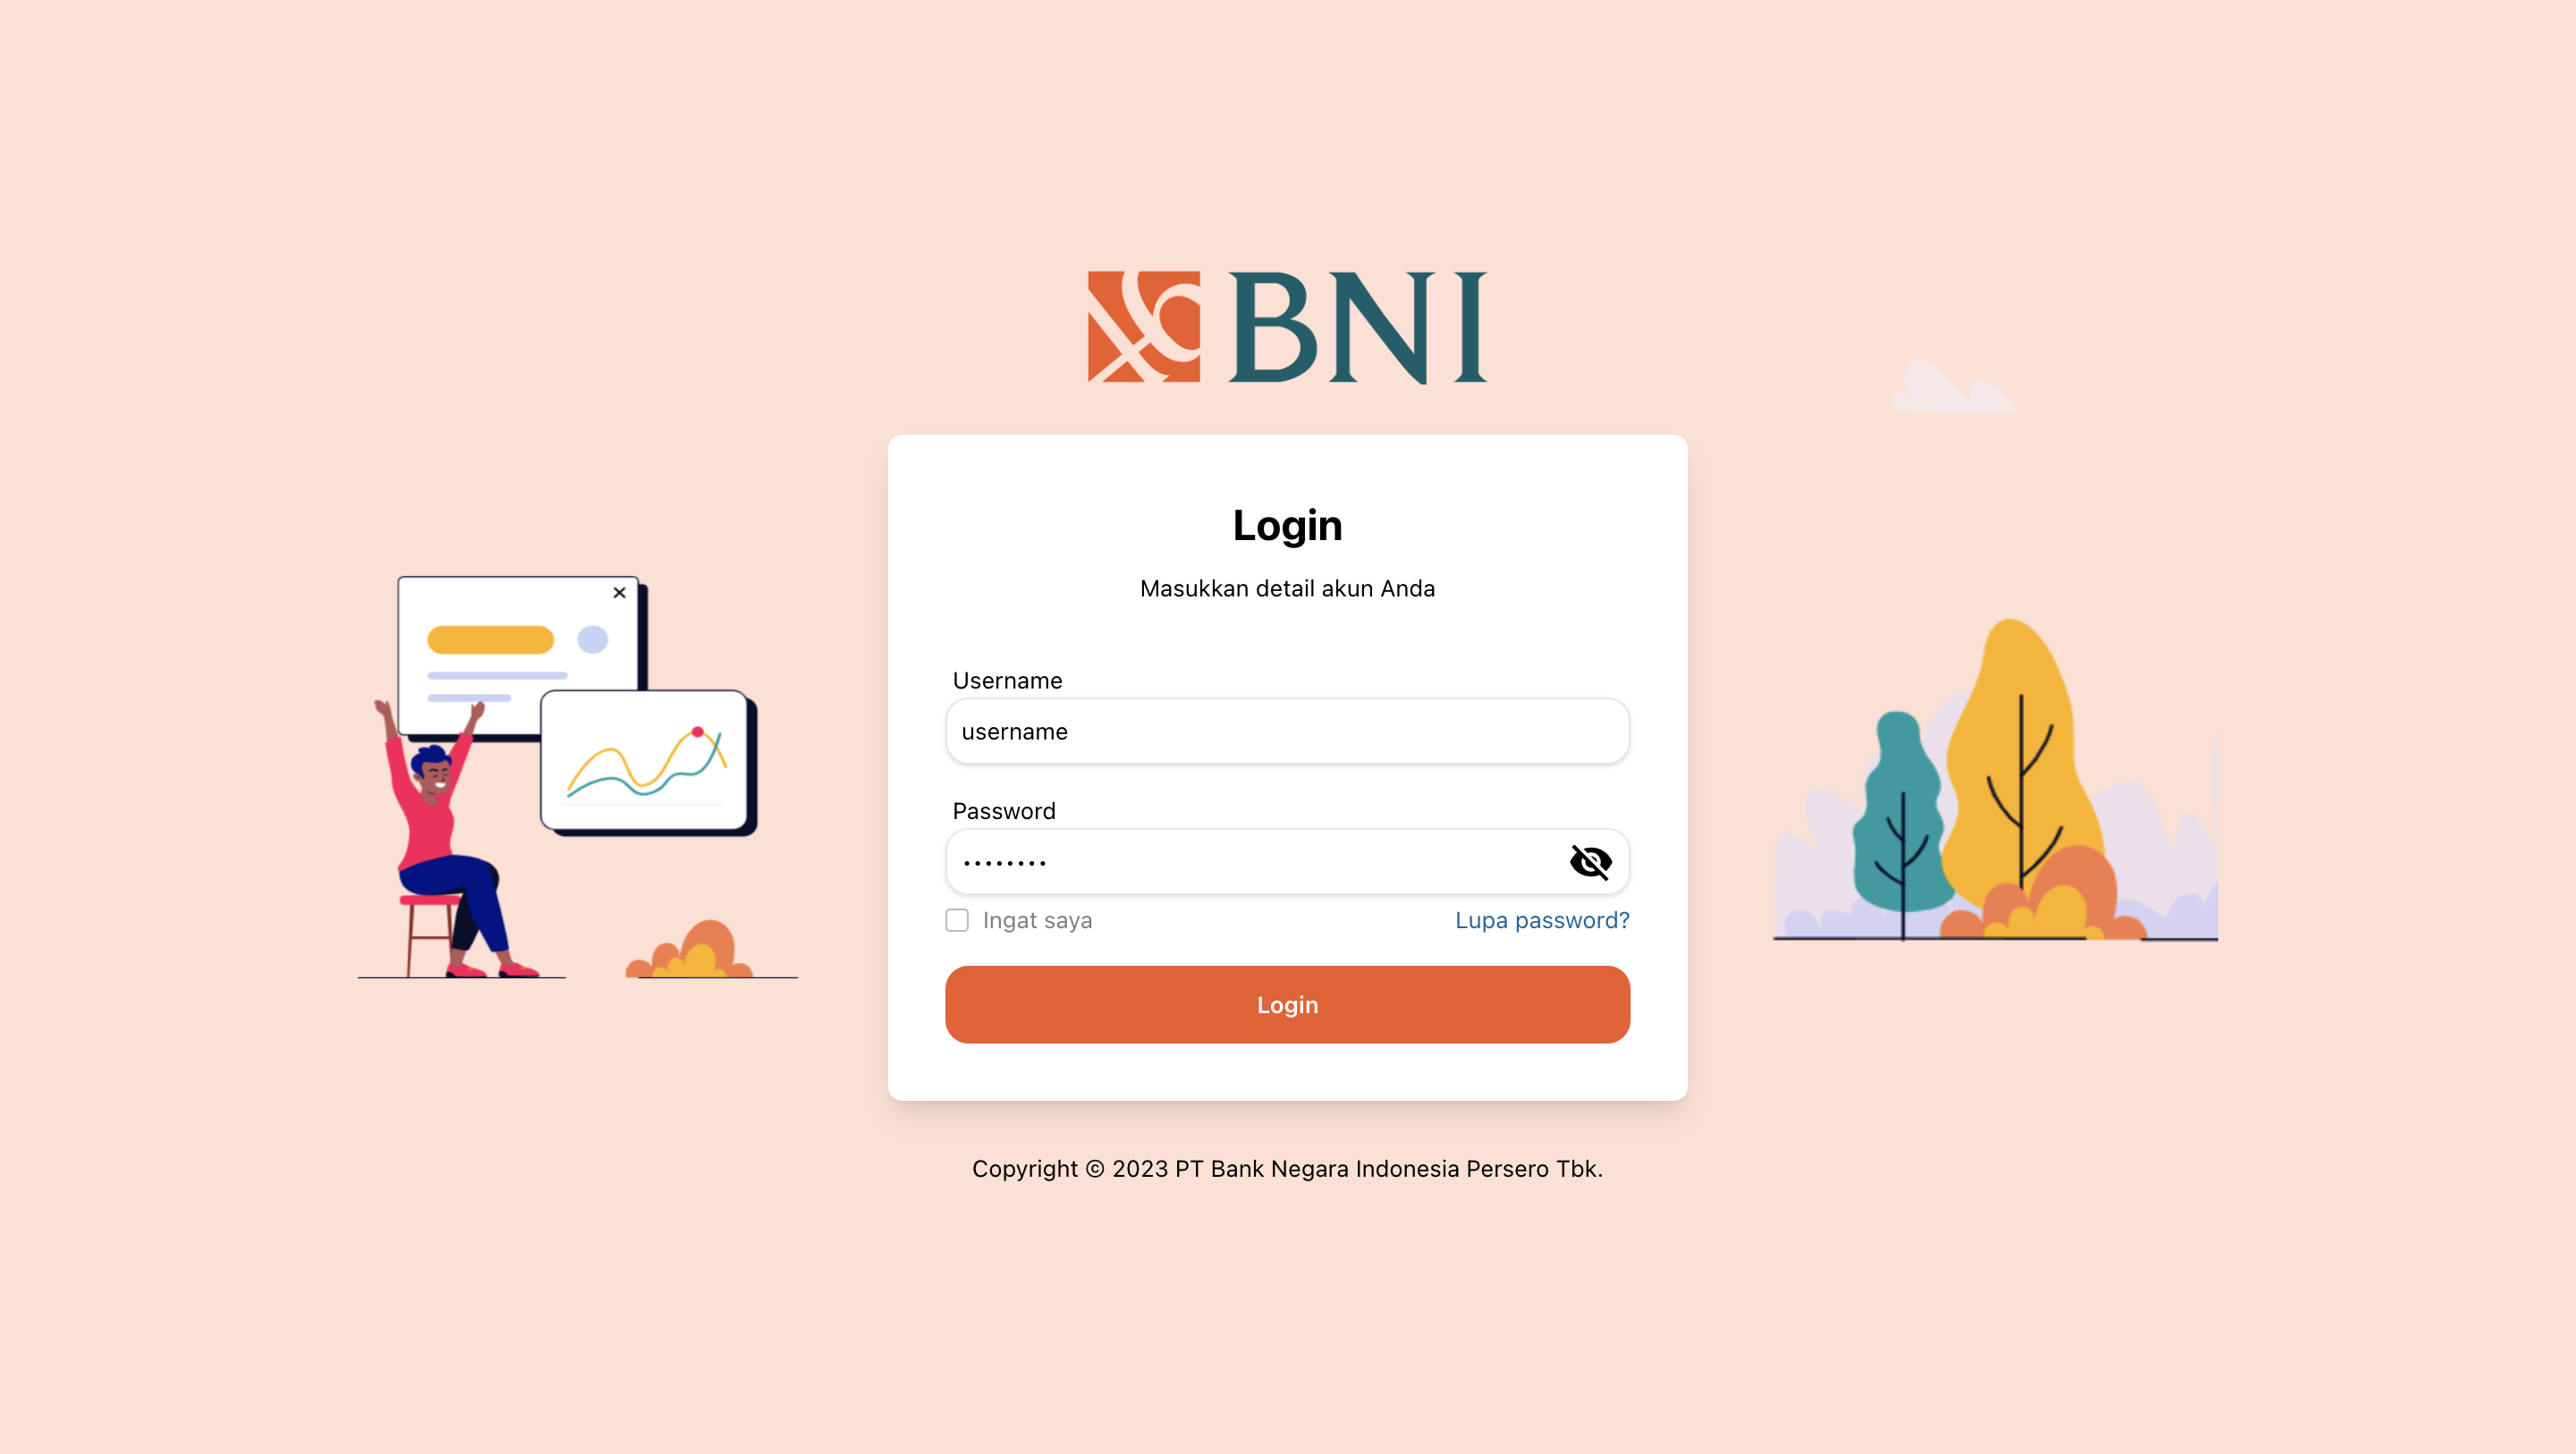 BNI
Login
Masukkan detail akun Anda
Username
username
Password
••••••••
Ingat saya
Lupa password?
Login
Copyright © 2023 PT Bank Negara Indonesia Persero Tbk.